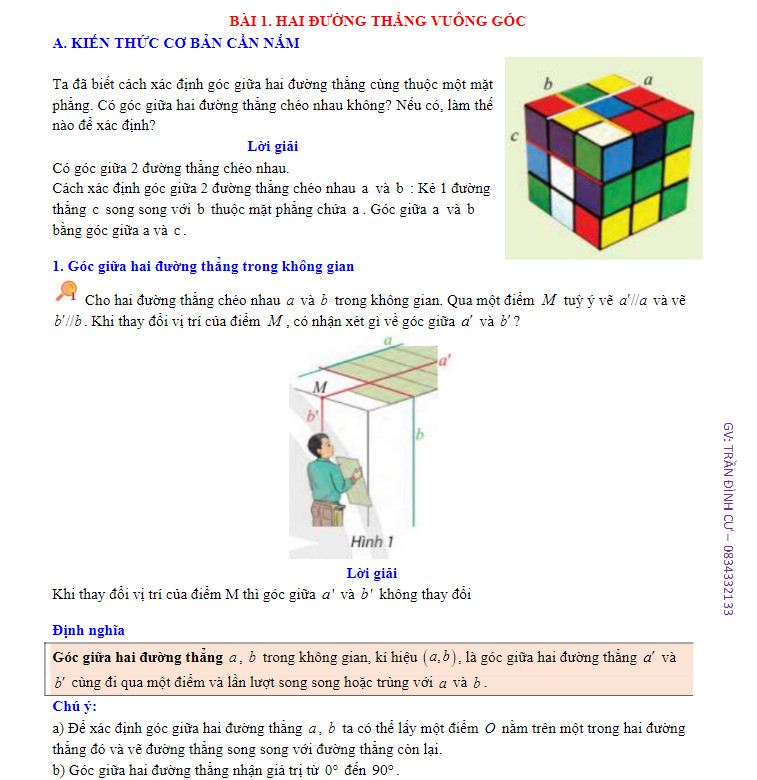 BÀI 1. HAI ĐƯỜNG THẲNG VUÔNG GÓC
A. KIẾN THỨC CƠ BẢN CẦN NẮM
Ta đã biết cách xác định góc giữa hai đường thẳng cùng thuộc một mặt
phẳng. Có góc giữa hai đường thẳng chéo nhau không? Nếu có, làm thế
nào để xác định?
b a
c
Lời giải
Có góc giữa 2 đường thẳng chéo nhau.
Cách xác định góc giữa 2 đường thẳng chéo nhau a và b : Kẻ 1 đường
thẳng c song song với b thuộc mặt phẳng chứa a . Góc giữa a và b
bằng góc giữa a và c .
1. Góc giữa hai đường thẳng trong không gian
1 Cho hai đường thẳng chéo nhau a và b trong không gian. Qua một điểm M tuỳ ý vẽ a'//a và vẽ
b'//b . Khi thay đổi vị trí của điểm M , có nhận xét gì về góc giữa a' và b' ?
a
a'
M
b'
b
Hình 1
Lời giải
Khi thay đổi vị trí của điểm M thì góc giữa a' và b' không thay đổi
Định nghĩa
Góc giữa hai đường thẳng a , b trong không gian, kí hiệu (a,b) , là góc giữa hai đường thẳng a' và
b' cùng đi qua một điểm và lần lượt song song hoặc trùng với a và b .
Chú ý:
a) Để xác định góc giữa hai đường thẳng a , b ta có thể lấy một điểm O nằm trên một trong hai đường
thẳng đó và vẽ đường thẳng song song với đường thẳng còn lại.
b) Góc giữa hai đường thẳng nhận giá trị từ 0° đến 90° .
GV: TRẦN ĐÌNH CƯ – 0834332133